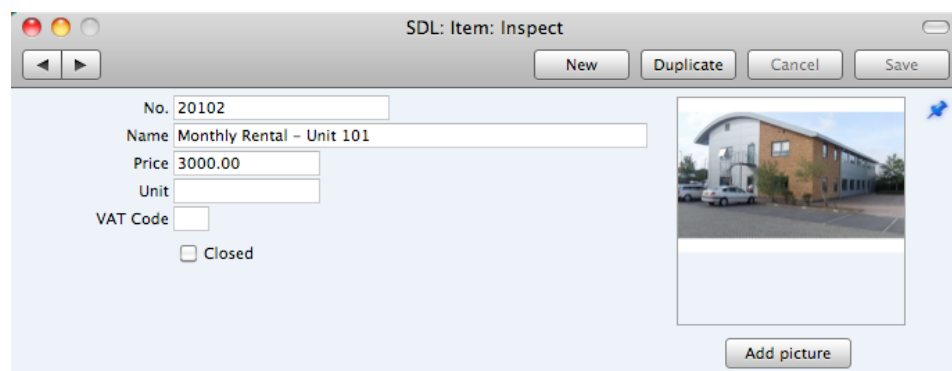 SDL: Item: Inspect
New Duplicate Cancel Save
No. 20102
Name Monthly Rental – Unit 101
Price 3000.00
Unit
VAT Code
Closed
Add picture